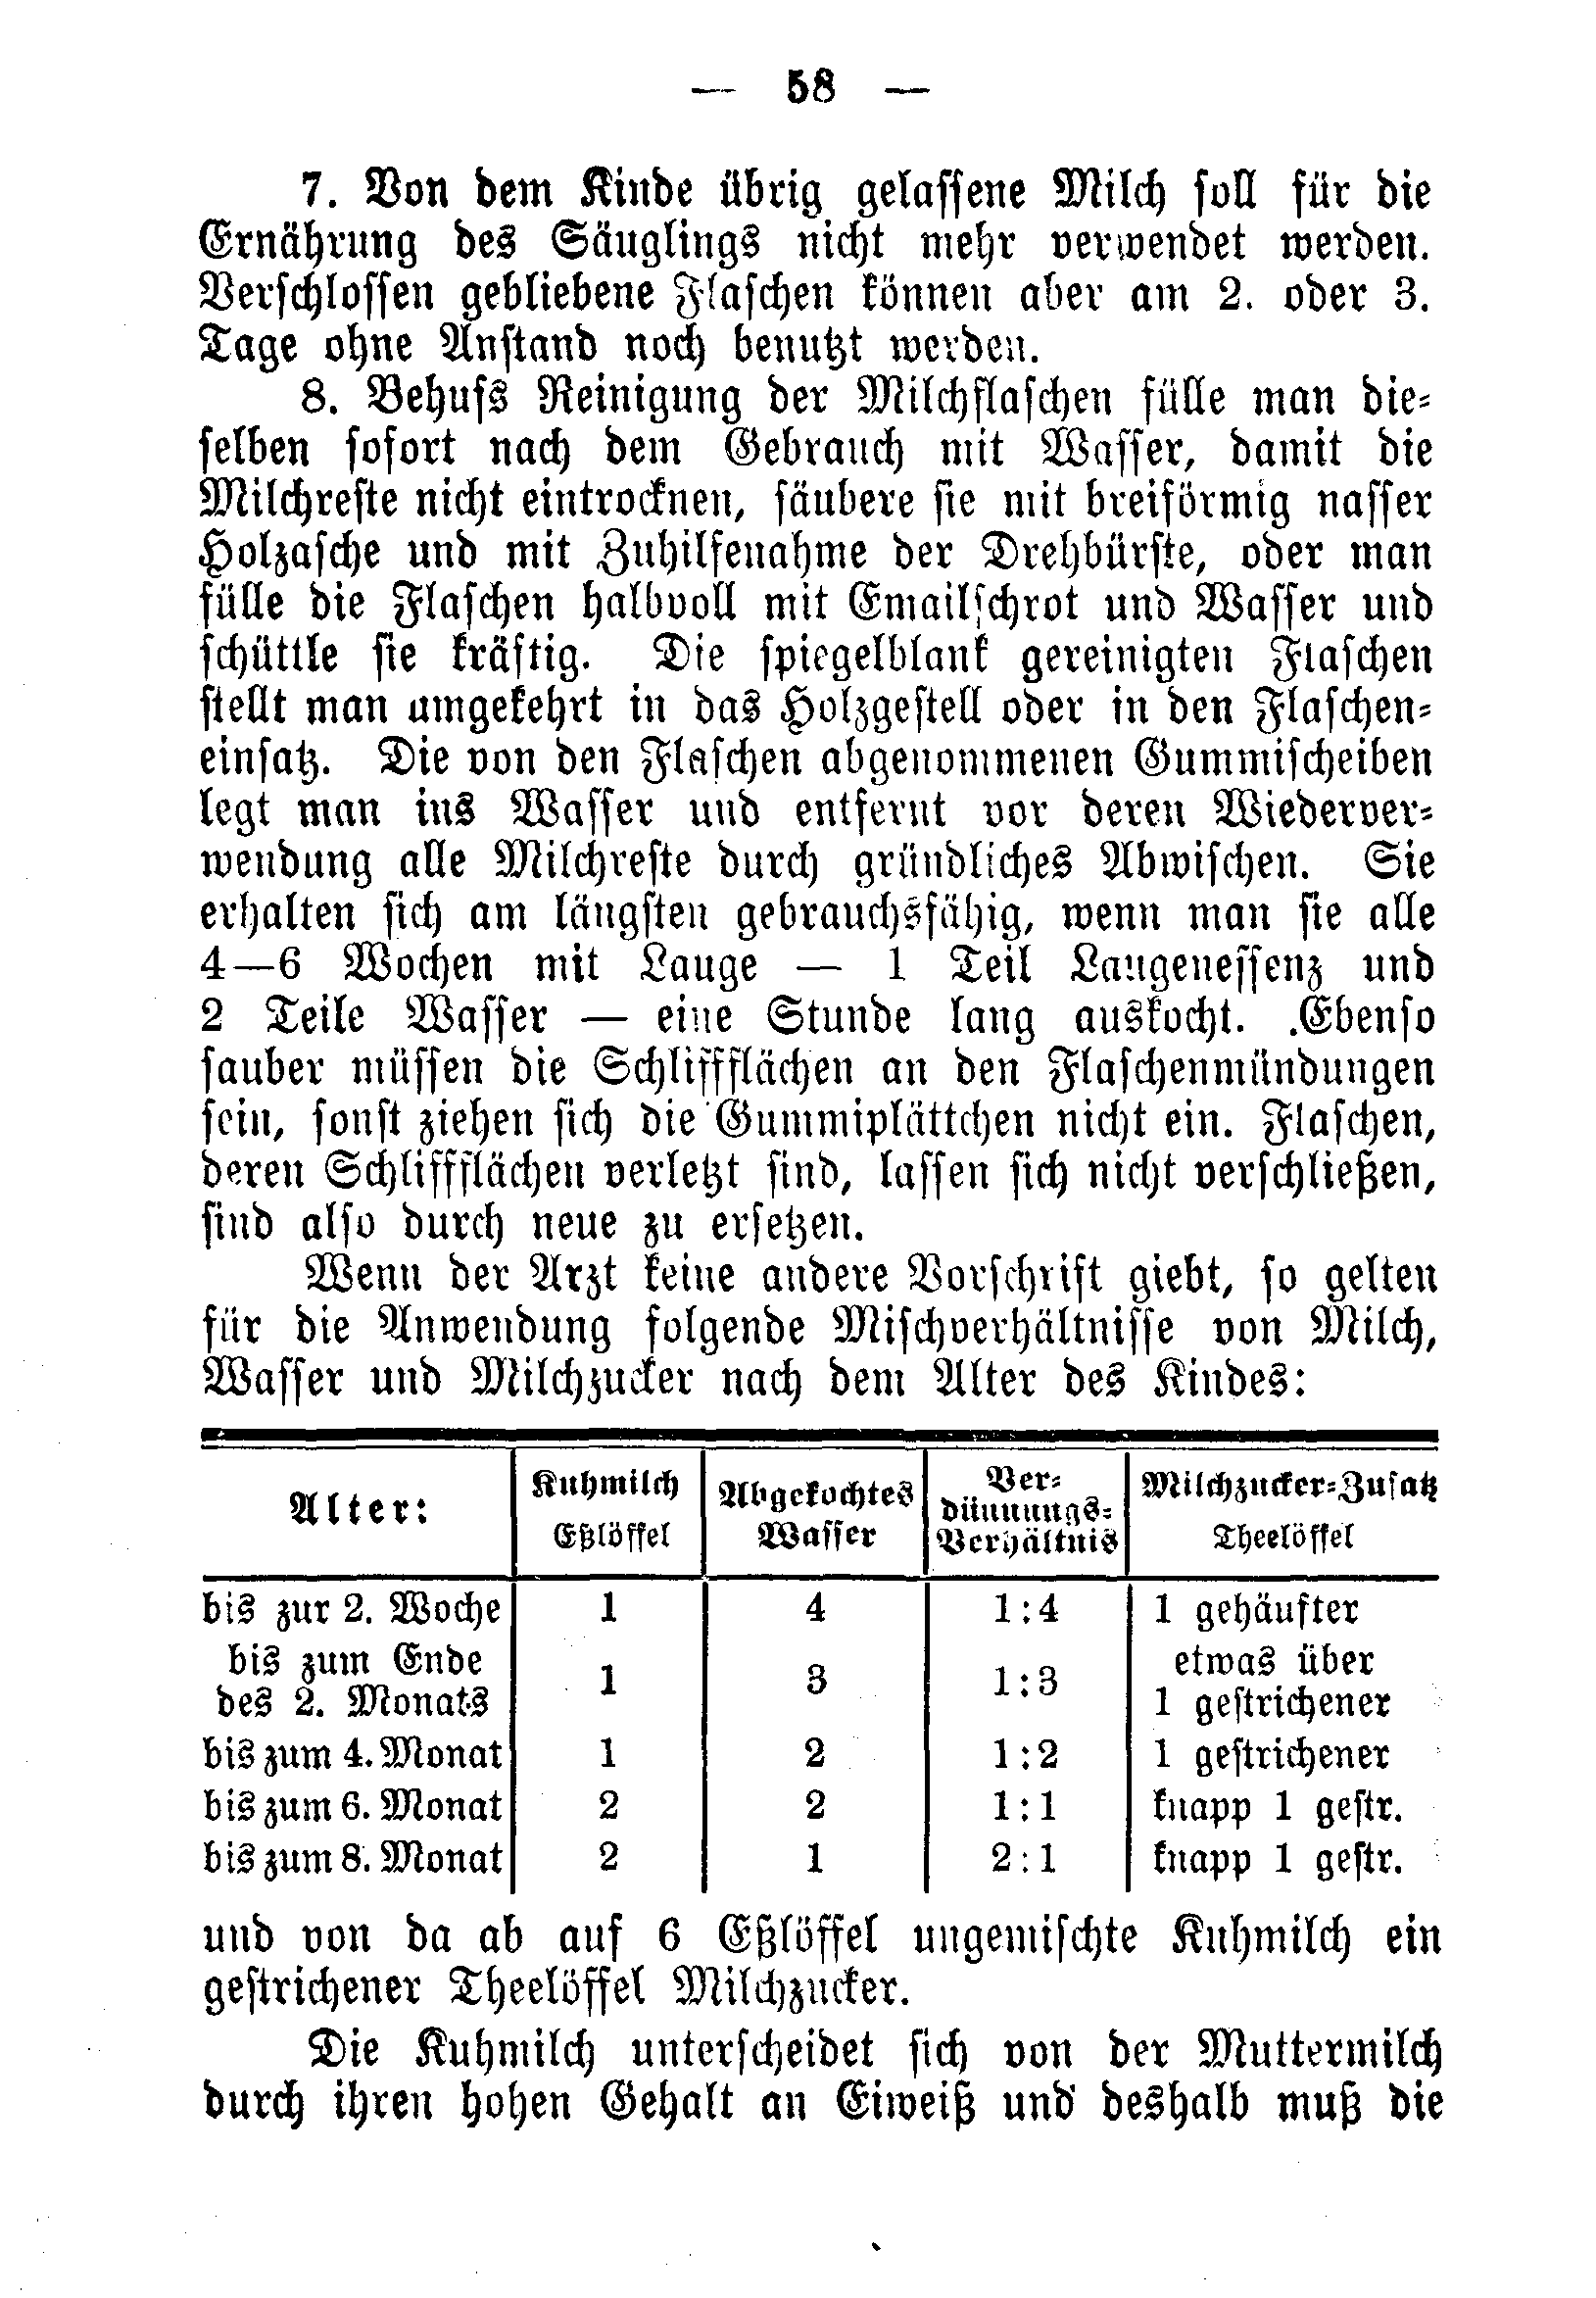 — 58 —
7. Von dem Kinde übrig gelassene Milch soll für die
Ernährung des Säuglings nicht mehr verwendet werden.
Verschlossen gebliebene Flaschen können aber am 2. oder 3.
Tage ohne Anstand noch benutzt werden.
8. Behufs Reinigung der Milchflaschen fülle man die-
selben sofort nach dem Gebrauch mit Wasser, damit die
Milchreste nicht eintrocknen, säubere sie mit breiförmig nasser
Holzasche und mit Zuhilfenahme der Drehbürste, oder man
fülle die Flaschen halbvoll mit Emailschrot und Wasser und
schüttle sie kräftig. Die spiegelblank gereinigten Flaschen
stellt man umgekehrt in das Holzgestell oder in den Flaschen-
einsatz. Die von den Flaschen abgenommenen Gummischeiben
legt man ins Wasser und entfernt vor deren Wiederver-
wendung alle Milchreste durch gründliches Abwischen. Sie
erhalten sich am längsten gebrauchsfähig, wenn man sie alle
4—6 Wochen mit Lauge — 1 Teil Laugenessenz und
2 Teile Wasser — eine Stunde lang auskocht. Ebenso
sauber müssen die Schliffflächen an den Flaschenmündungen
sein, sonst ziehen sich die Gummiplättchen nicht ein. Flaschen,
deren Schliffflächen verletzt sind, lassen sich nicht verschließen,
sind also durch neue zu ersetzen.
Wenn der Arzt keine andere Vorschrift giebt, so gelten
für die Anwendung folgende Mischverhältnisse von Milch,
Wasser und Milchzucker nach dem Alter des Kindes:
Alter:
Kuhmilch
Eßlöffel
Abgekochtes
Wasser
Ver-
dünnungs-
Verhältnis
Milchzucker-Zusatz
Theelöffel
bis zur 2. Woche 1 4 1:4 1 gehäufter
bis zum Ende
des 2. Monats 1 3 1:3 etwas über
1 gestrichener
bis zum 4. Monat 1 2 1:2 1 gestrichener
bis zum 6. Monat 2 2 1:1 knapp 1 gestr.
bis zum 8. Monat 2 1 2:1 knapp 1 gestr.
und von da ab auf 6 Eßlöffel ungemischte Kuhmilch ein
gestrichener Theelöffel Milchzucker.
Die Kuhmilch unterscheidet sich von der Muttermilch
durch ihren hohen Gehalt an Eiweiß und deshalb muß die